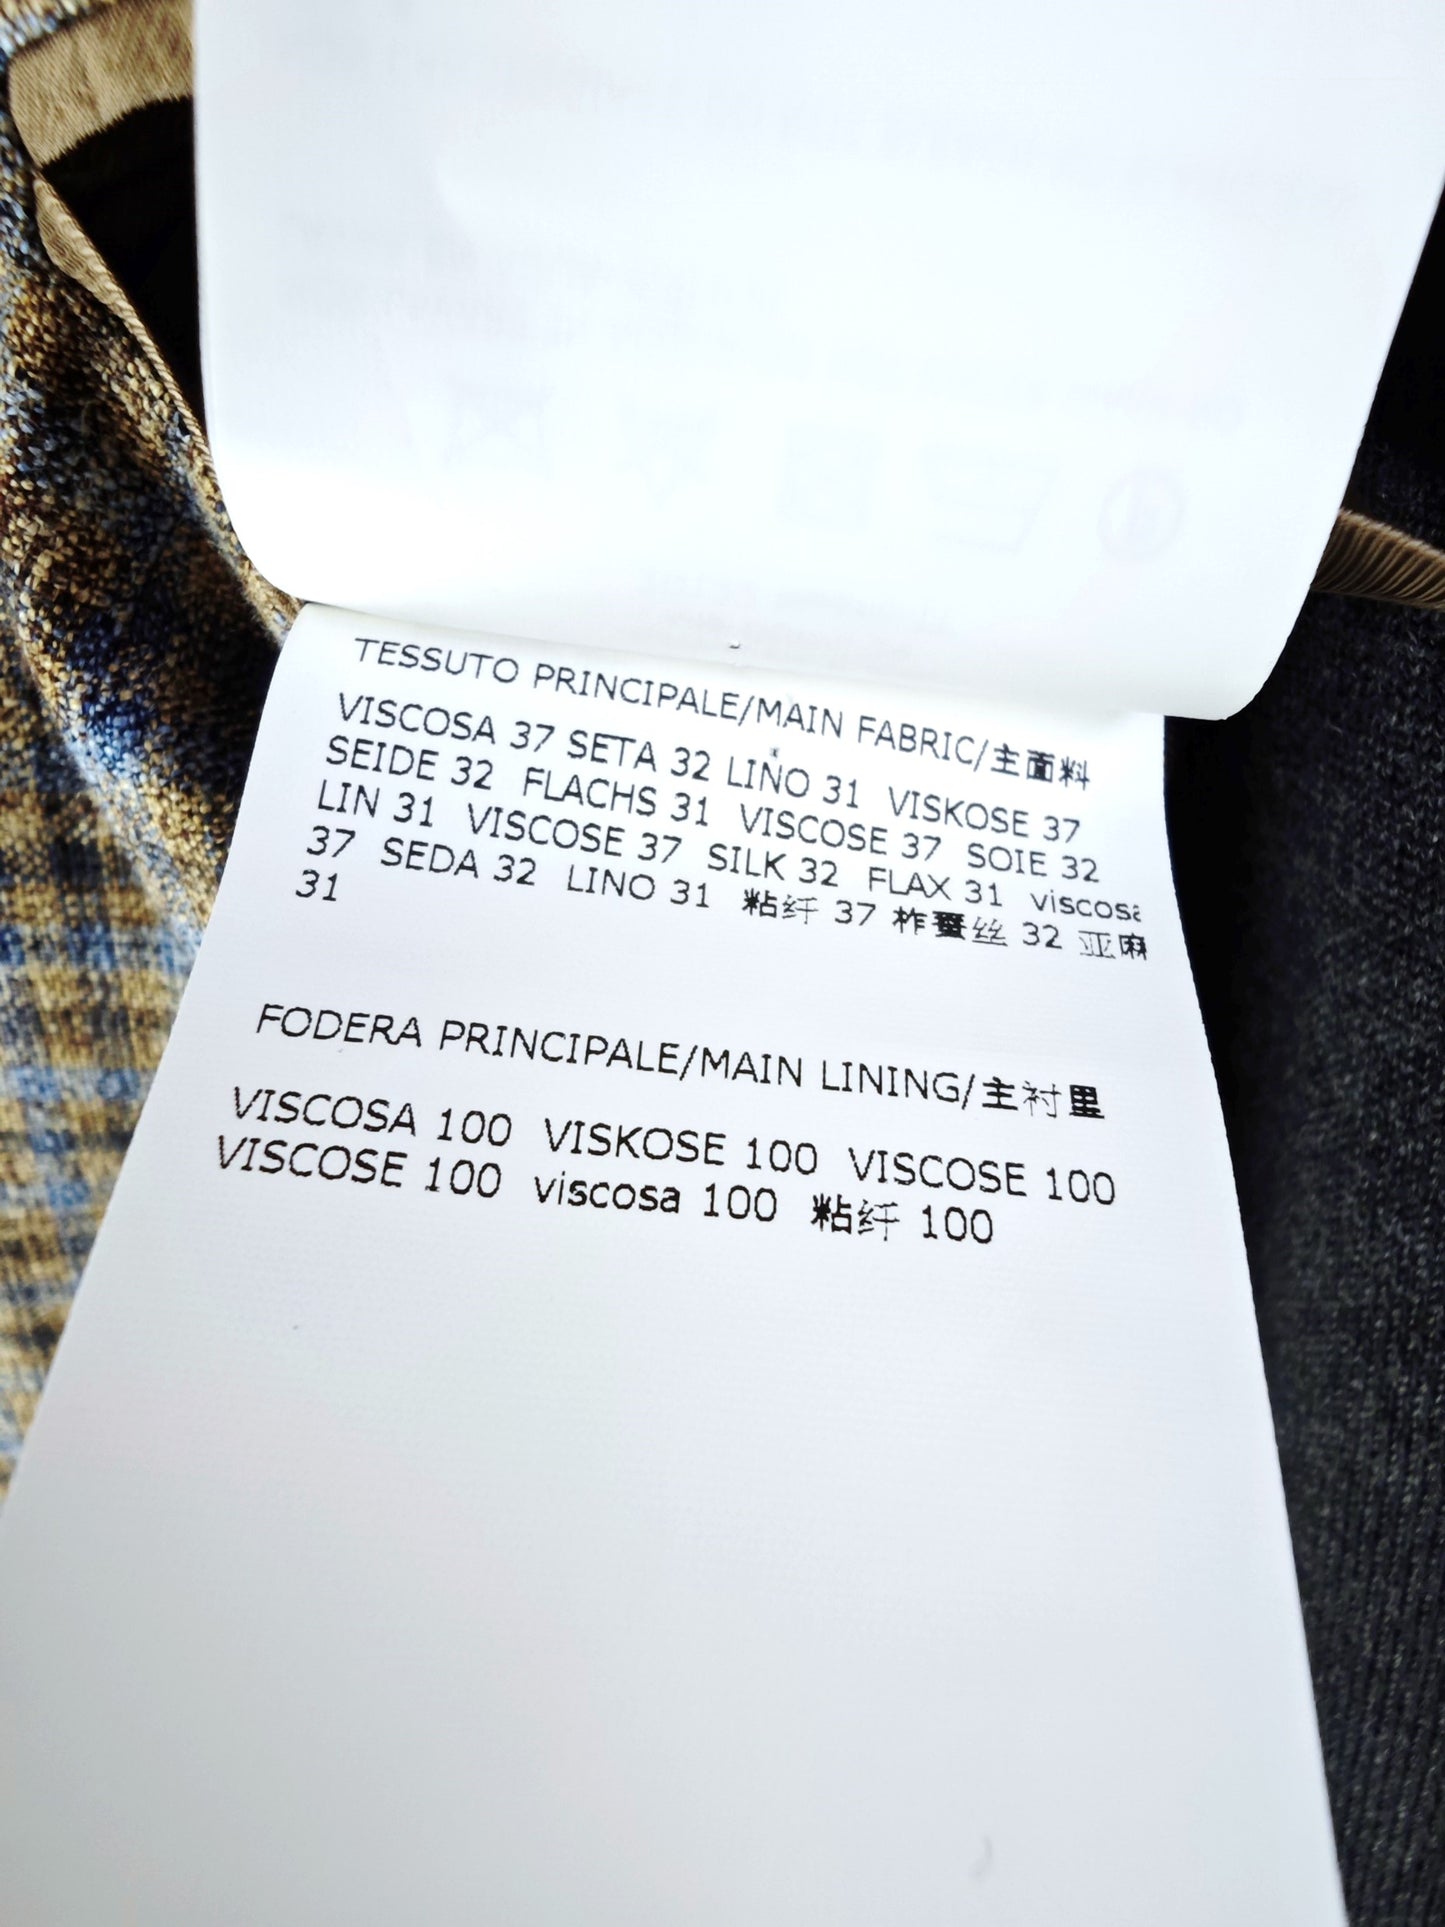 TESSUTO PRINCIPALE/MAIN FABRIC/主面料
VISCOSA 37 SETA 32 LINO 31 VISKOSE 37
SEIDE 32 FLACHS 31 VISCOSE 37 SOIE 32
LIN 31 VISCOSE 37 SILK 32 FLAX 31 viscosa
37 SEDA 32 LINO 31 粘纤 37 柞蚕丝 32 亚麻
31
FODERA PRINCIPALE/MAIN LINING/主衬里
VISCOSA 100 VISKOSE 100 VISCOSE 100
VISCOSE 100 viscosa 100 粘纤 100